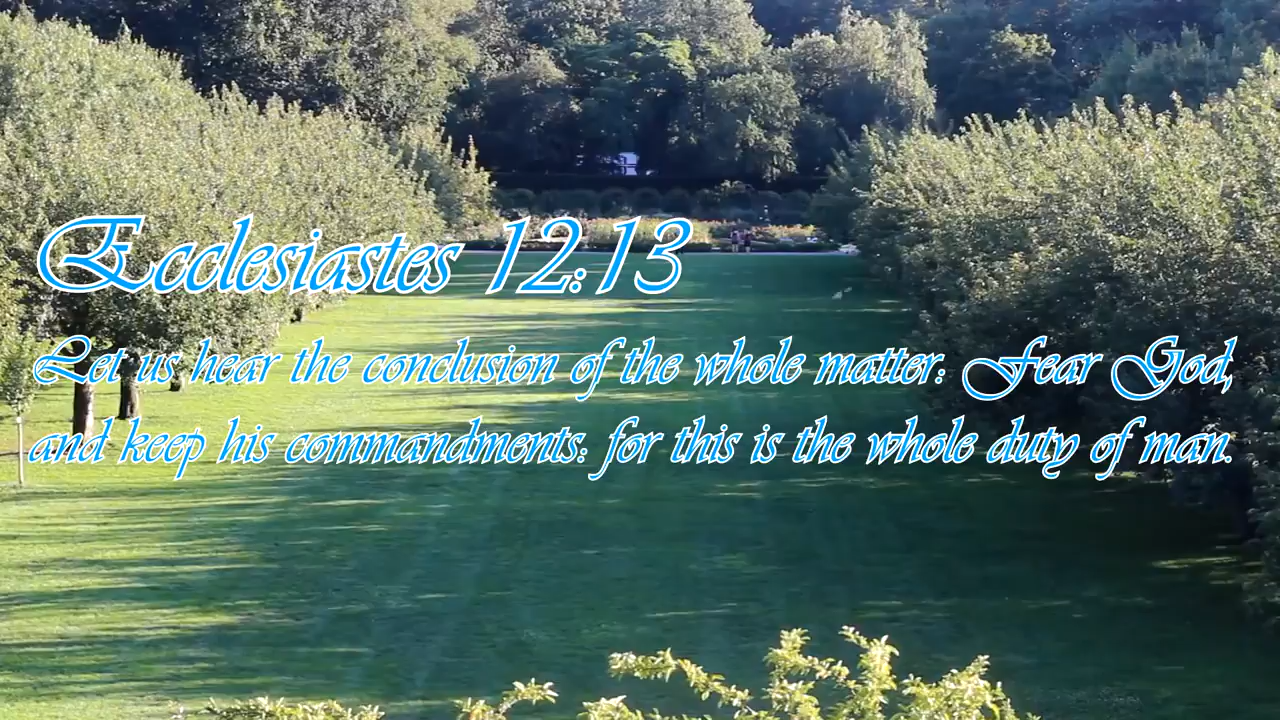 Ecclesiastes 12:13
Let us hear the conclusion of the whole matter: Fear God,
and keep his commandments: for this is the whole duty of man.